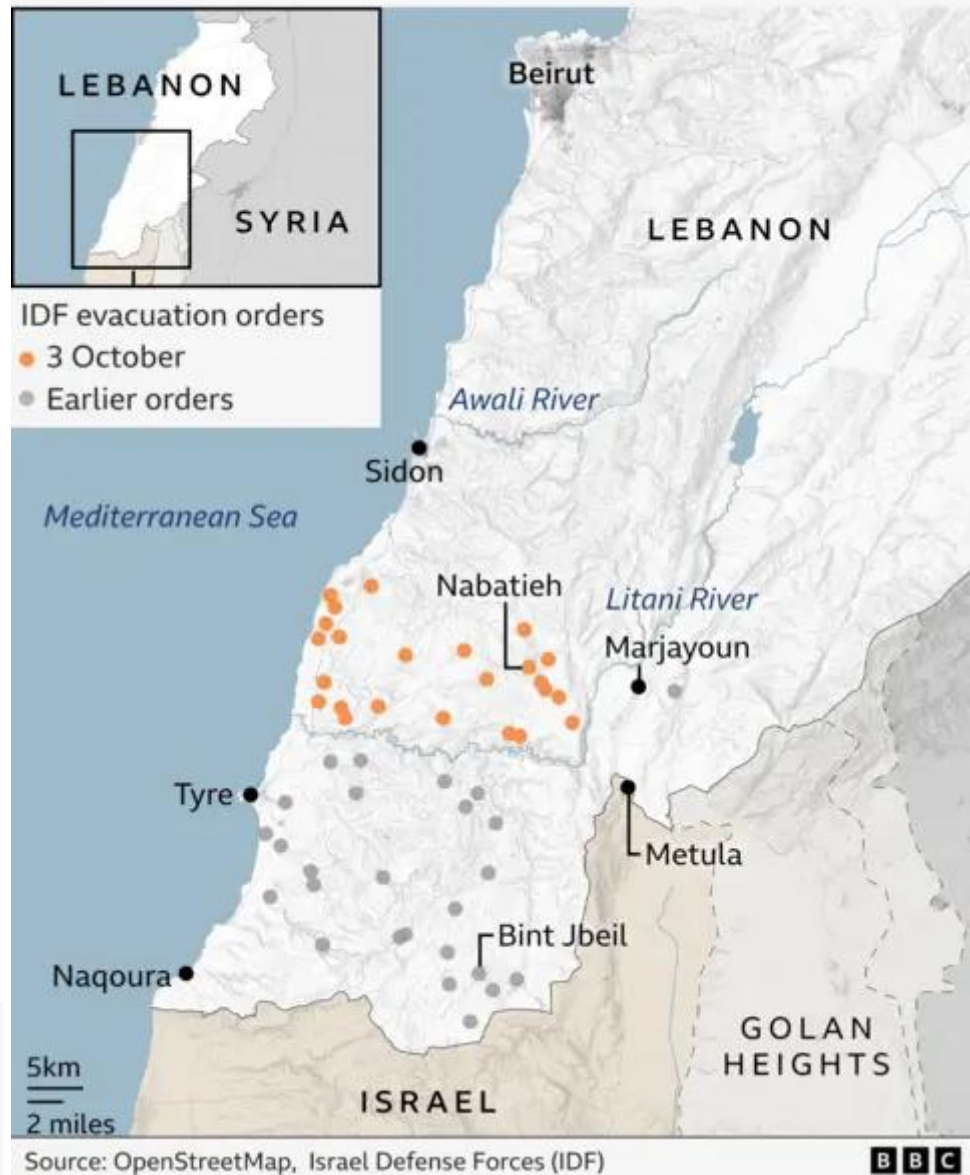 LEBANON
SYRIA
IDF evacuation orders
3 October
Earlier orders
Beirut
LEBANON
Awali River
Sidon
Mediterranean Sea
Nabatieh
Litani River
Marjayoun
Tyre
Metula
Bint Jbeil
Naqoura
GOLAN
HEIGHTS
5km
2 miles
ISRAEL
Source: OpenStreetMap, Israel Defense Forces (IDF)
BBC